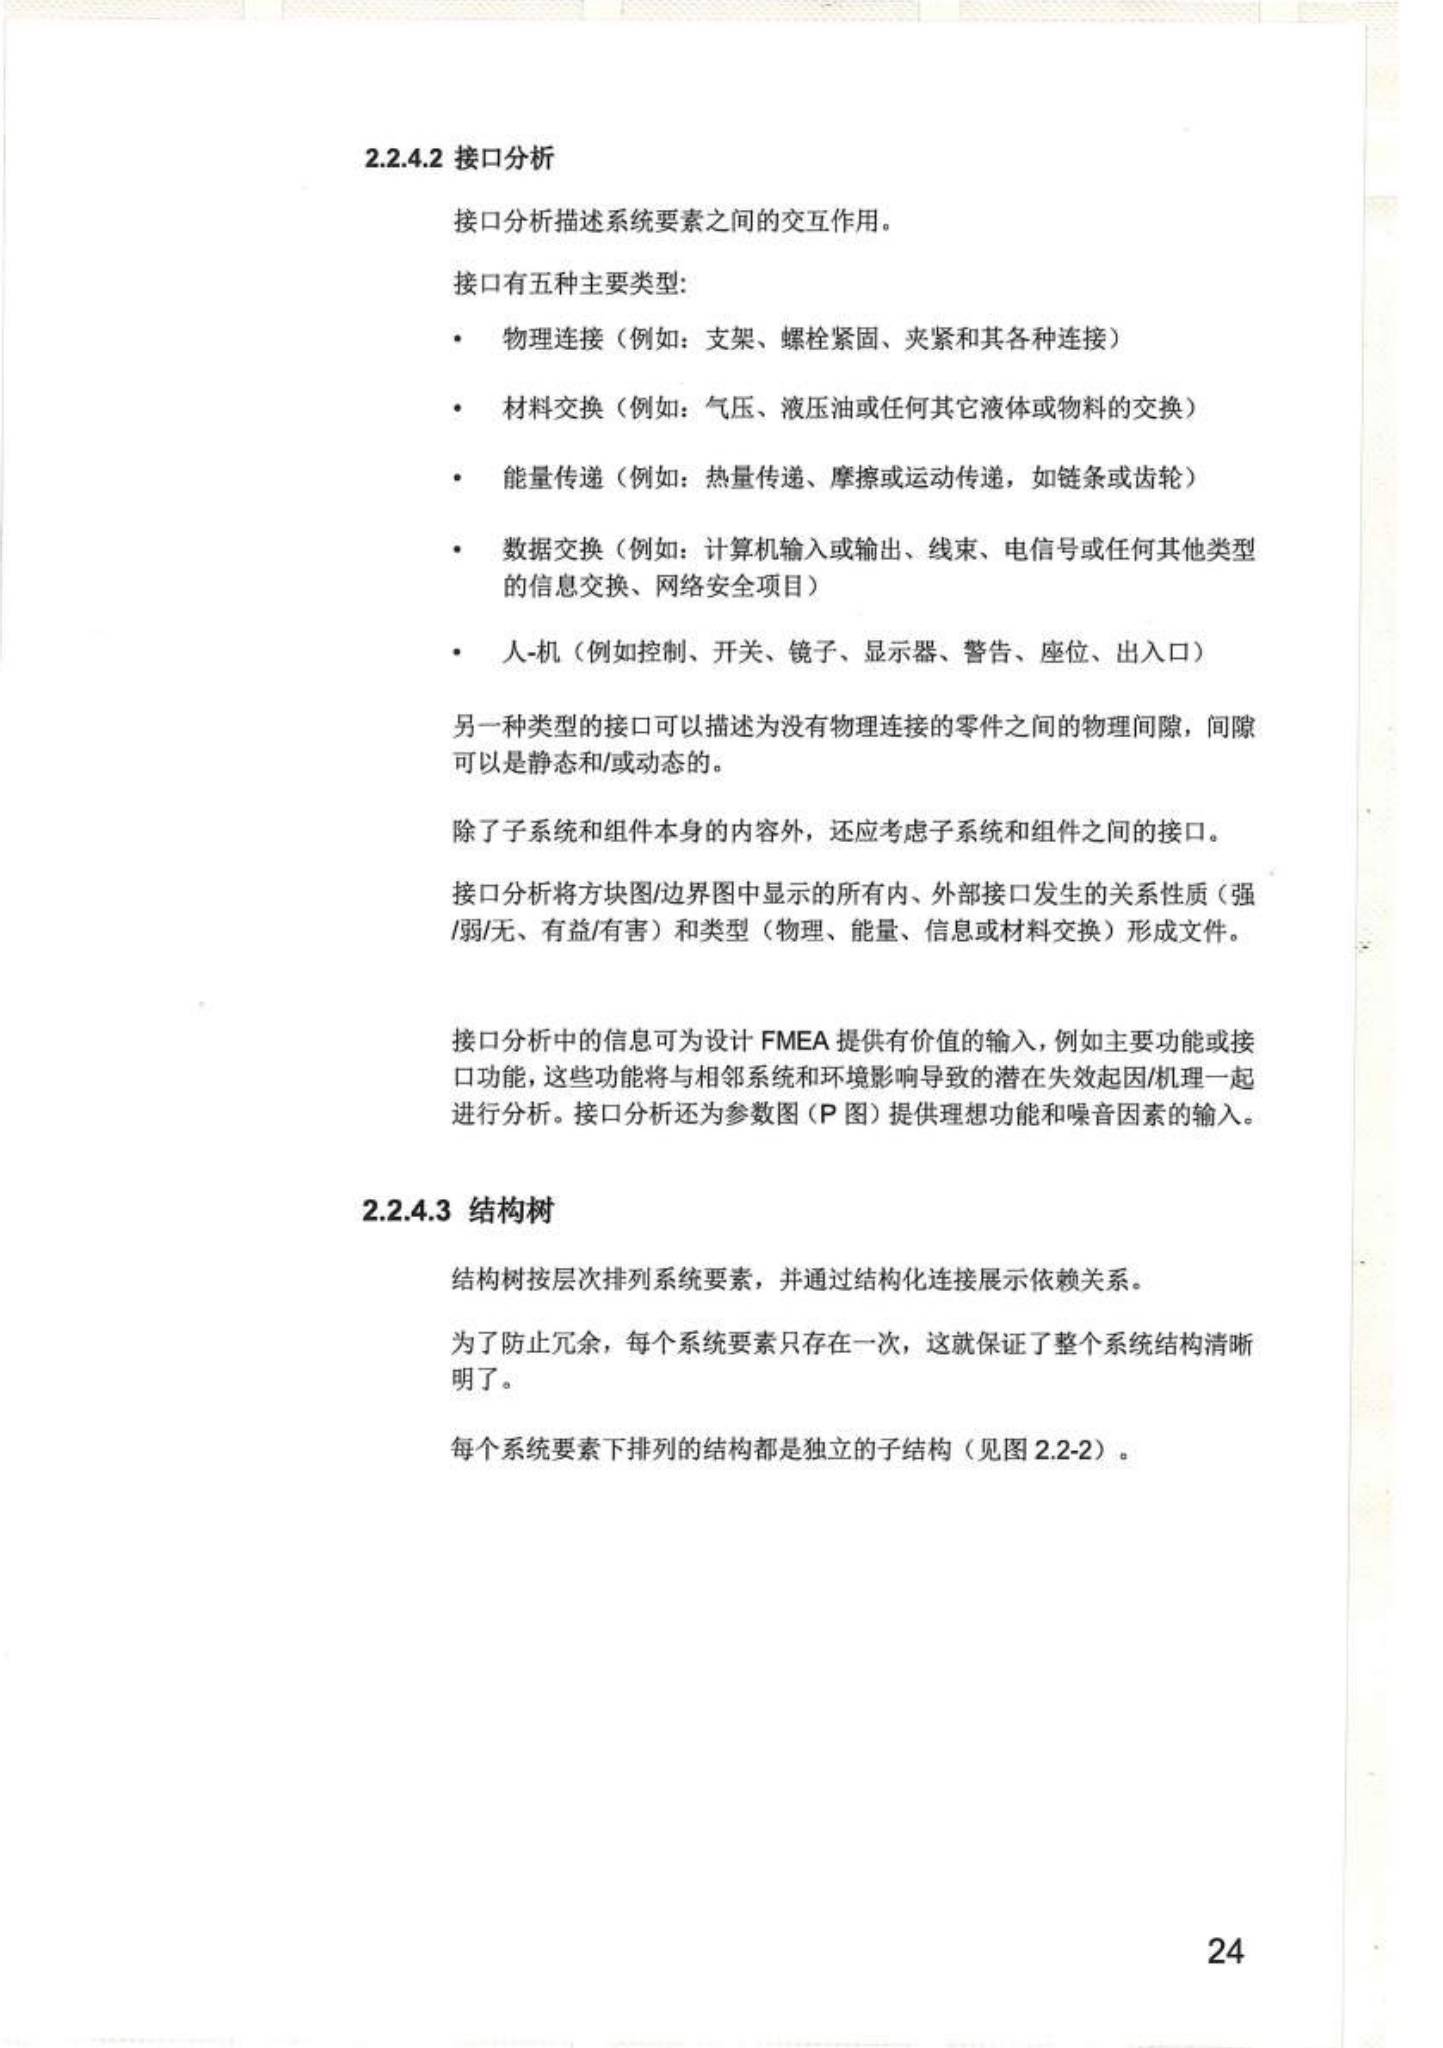 2.2.4.2 接口分析
接口分析描述系统要素之间的交互作用。
接口有五种主要类型:
• 物理连接（例如：支架、螺栓紧固、夹紧和其各种连接）
• 材料交换（例如：气压、液压油或任何其它液体或物料的交换）
• 能量传递（例如：热量传递、摩擦或运动传递，如链条或齿轮）
• 数据交换（例如：计算机输入或输出、线束、电信号或任何其他类型
的信息交换、网络安全项目）
• 人-机（例如控制、开关、镜子、显示器、警告、座位、出入口）
另一种类型的接口可以描述为没有物理连接的零件之间的物理间隙，间隙
可以是静态和/或动态的。
除了子系统和组件本身的内容外，还应考虑子系统和组件之间的接口。
接口分析将方块图/边界图中显示的所有内、外部接口发生的关系性质（强
/弱/无、有益/有害）和类型（物理、能量、信息或材料交换）形成文件。
接口分析中的信息可为设计 FMEA 提供有价值的输入，例如主要功能或接
口功能，这些功能将与相邻系统和环境影响导致的潜在失效起因/机理一起
进行分析。接口分析还为参数图（P 图）提供理想功能和噪音因素的输入。
2.2.4.3 结构树
结构树按层次排列系统要素，并通过结构化连接展示依赖关系。
为了防止冗余，每个系统要素只存在一次，这就保证了整个系统结构清晰
明了。
每个系统要素下排列的结构都是独立的子结构（见图 2.2-2）。
24